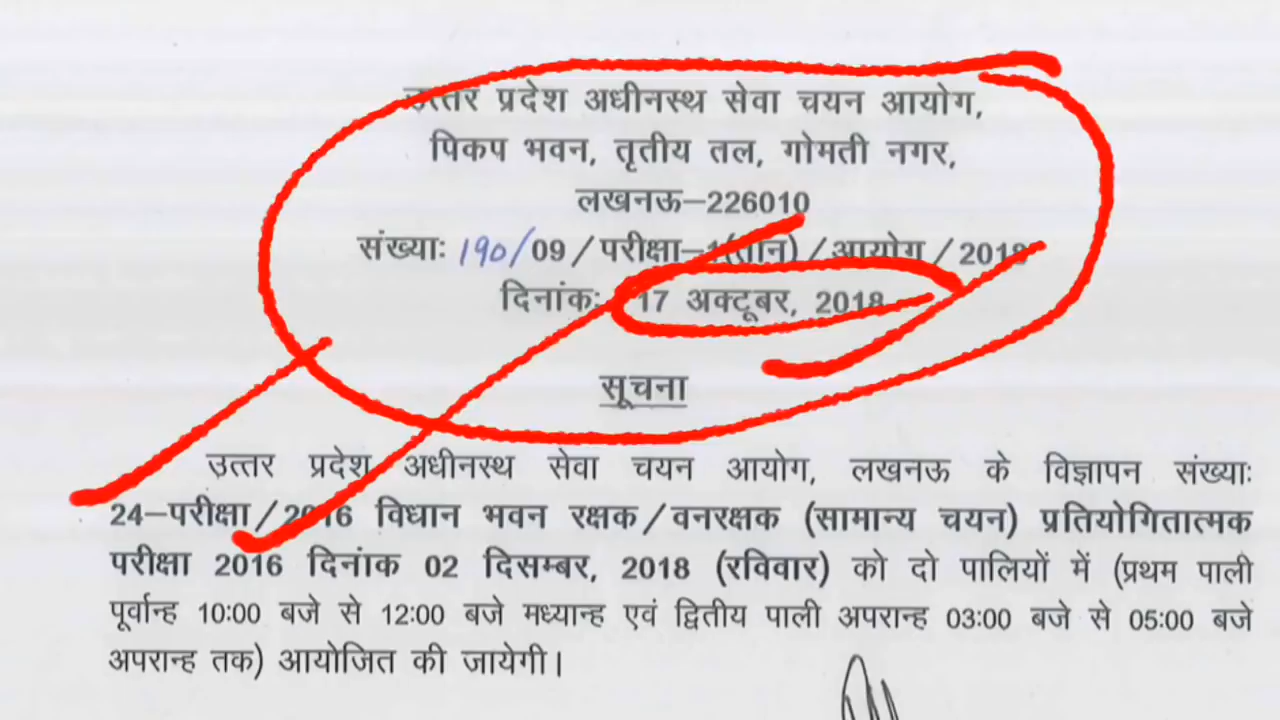 उत्तर प्रदेश अधीनस्थ सेवा चयन आयोग,
पिकप भवन, तृतीय तल, गोमती नगर,
लखनऊ–226010
संख्याः 190/09/परीक्षा–1(तीन)/आयोग/2018
दिनांकः 17 अक्टूबर, 2018
सूचना
उत्तर प्रदेश अधीनस्थ सेवा चयन आयोग, लखनऊ के विज्ञापन संख्याः
24–परीक्षा/2016 विधान भवन रक्षक/वनरक्षक (सामान्य चयन) प्रतियोगितात्मक
परीक्षा 2016 दिनांक 02 दिसम्बर, 2018 (रविवार) को दो पालियों में (प्रथम पाली
पूर्वान्ह 10:00 बजे से 12:00 बजे मध्यान्ह एवं द्वितीय पाली अपरान्ह 03:00 बजे से 05:00 बजे
अपरान्ह तक) आयोजित की जायेगी।